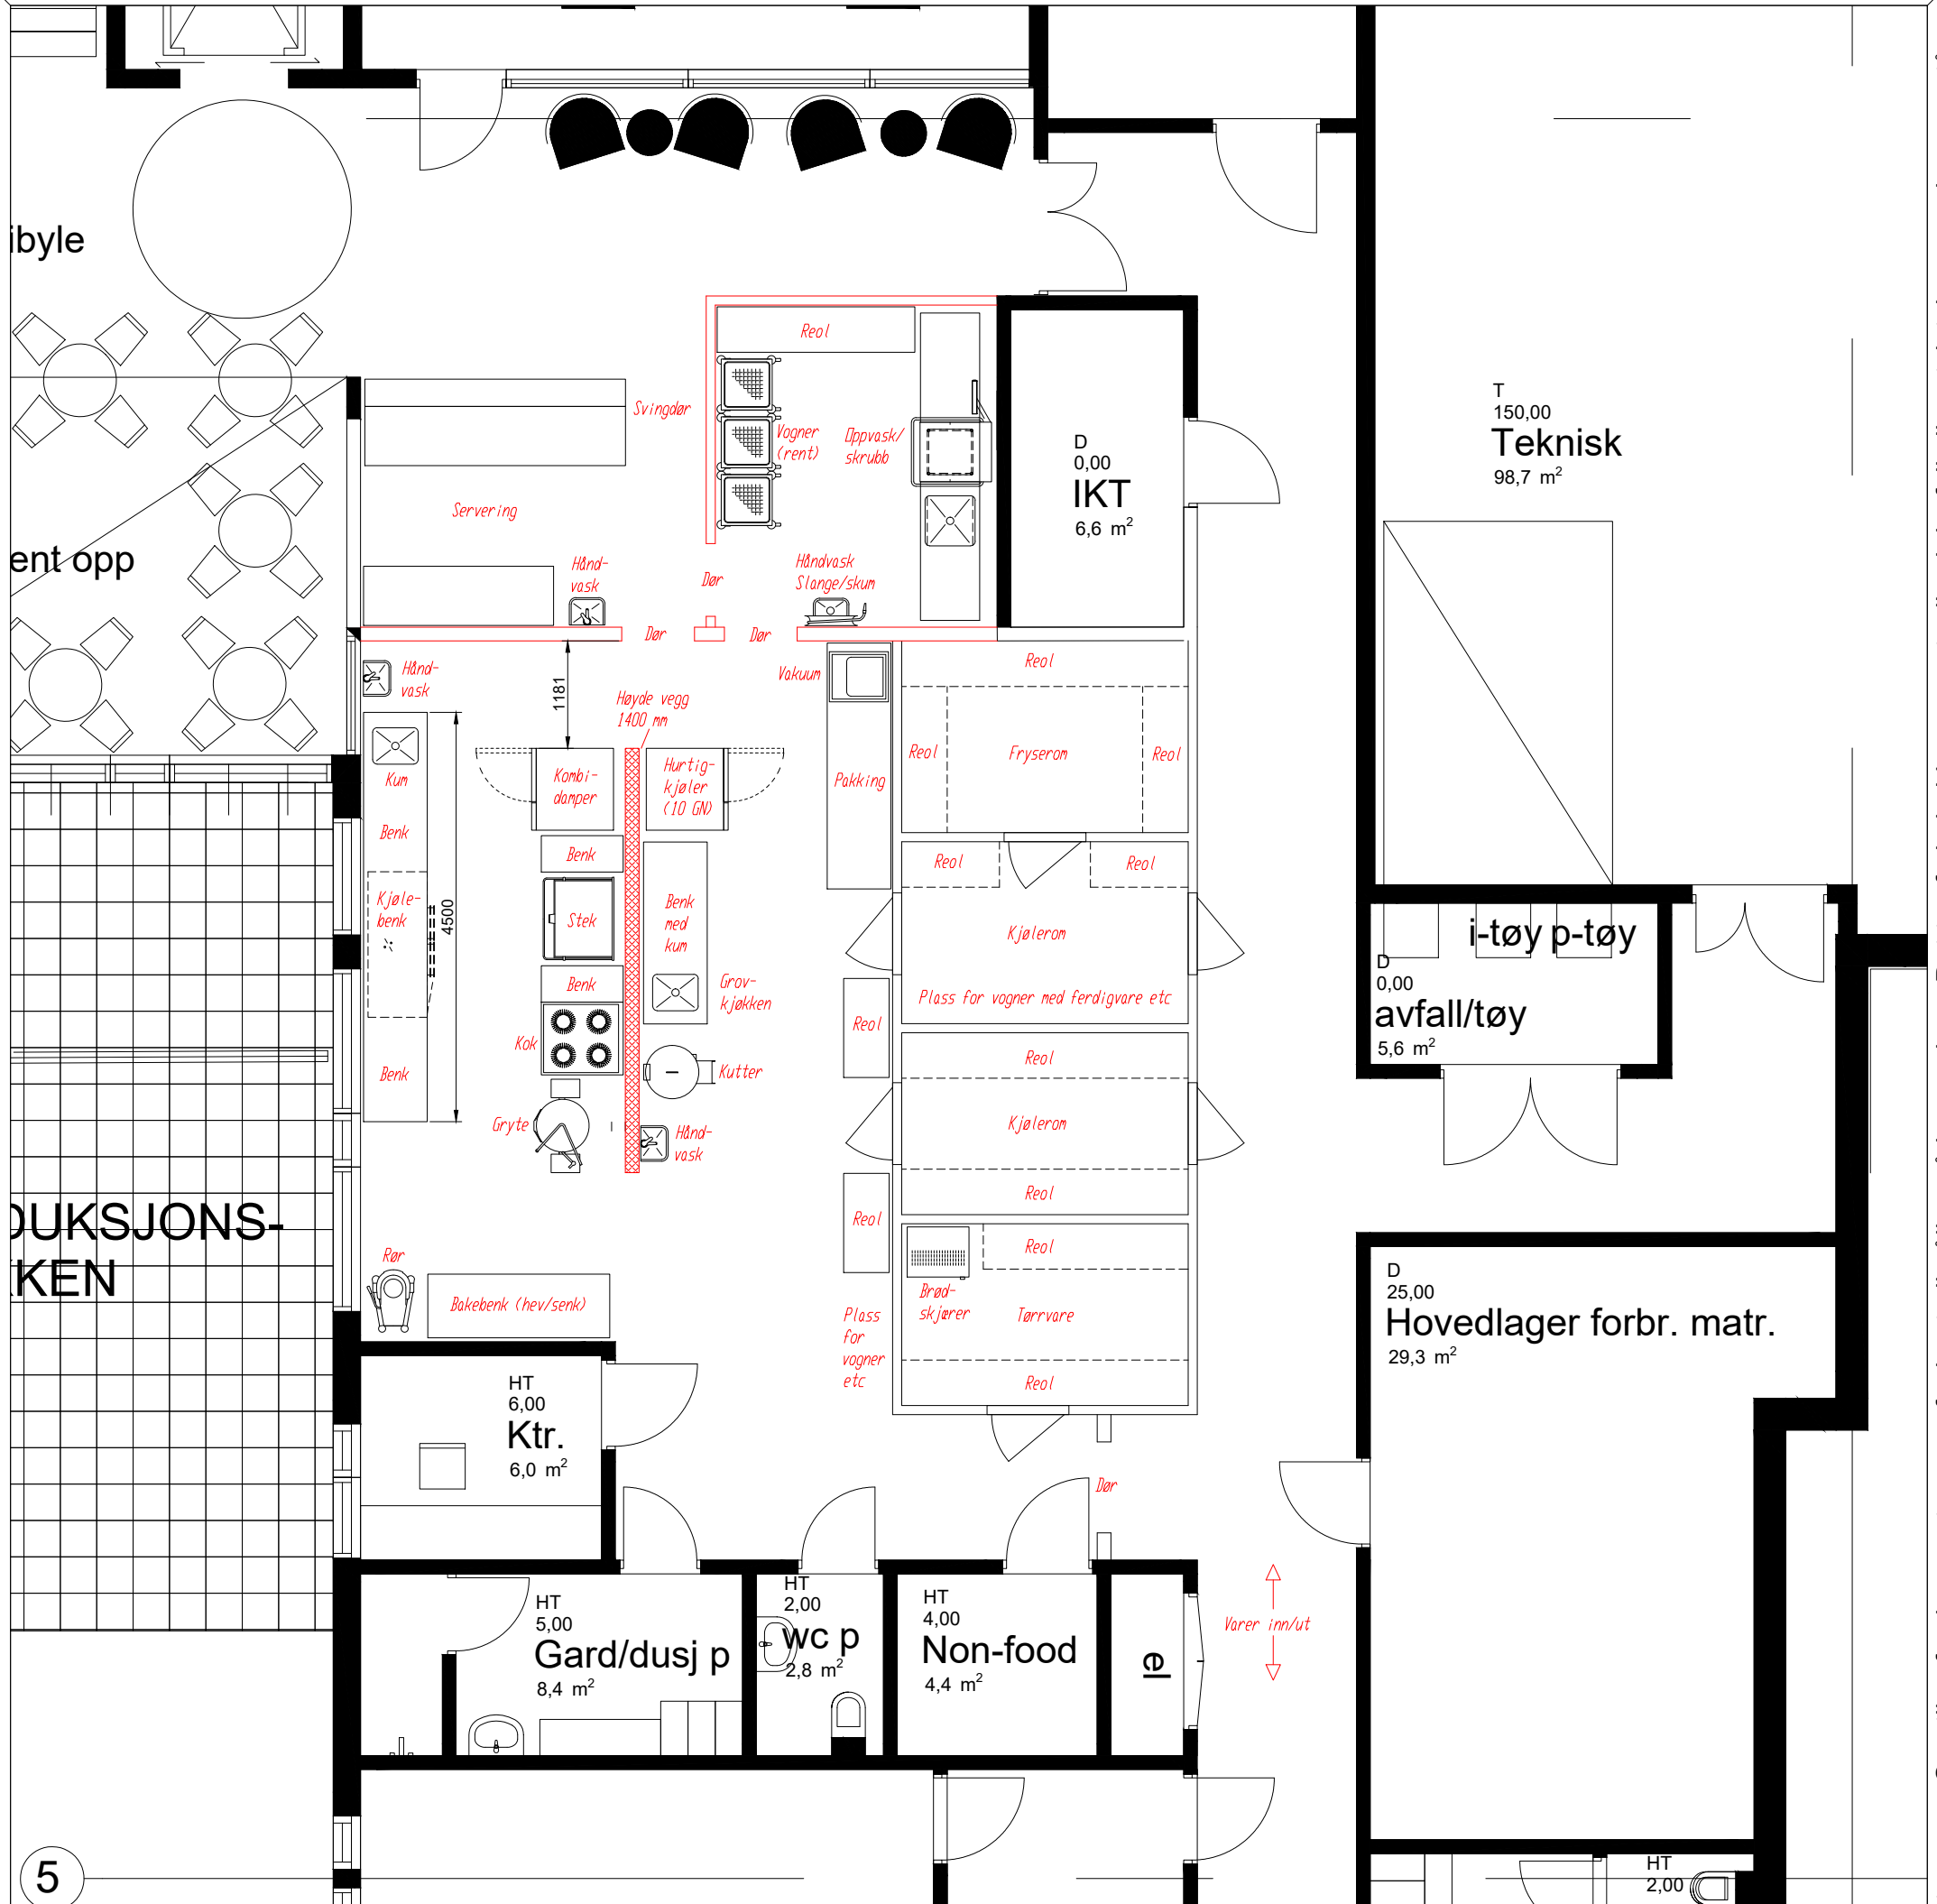 ibyle
Reol
T
150,00
Teknisk
98,7 m²
Svingdør
Vogner
(rent)
Oppvask/
skrubb
D
0,00
IKT
6,6 m²
Servering
ent opp
Hånd-
vask
Dør
Håndvask
Slange/skum
Dør
Dør
Hånd-
vask
1181
Høyde vegg
1400 mm
Vakuum
Reol
Reol
Fryserom
Reol
Kum
Kombi-
damper
Hurtig-
kjøler
(10 GN)
Pakking
Benk
Benk
Reol
Reol
Kjøle-
benk
4500
Stek
Benk
med
kum
Kjølerom
i-tøy p-tøy
D
0,00
avfall/tøy
5,6 m²
Benk
Grov-
kjøkken
Plass for vogner med ferdigvare etc
Reol
Kok
Benk
Kutter
Reol
Gryte
Hånd-
vask
Kjølerom
Reol
DUKSJONS-
KKEN
Reol
Rør
Reol
Bakebenk (hev/senk)
Brød-
skjærer
Tørrvare
Plass
for
vogner
etc
Reol
D
25,00
Hovedlager forbr. matr.
29,3 m²
HT
6,00
Ktr.
6,0 m²
Dør
HT
5,00
Gard/dusj p
8,4 m²
HT
2,00
wc p
2,8 m²
HT
4,00
Non-food
4,4 m²
el
Varer inn/ut
5
HT
2,00